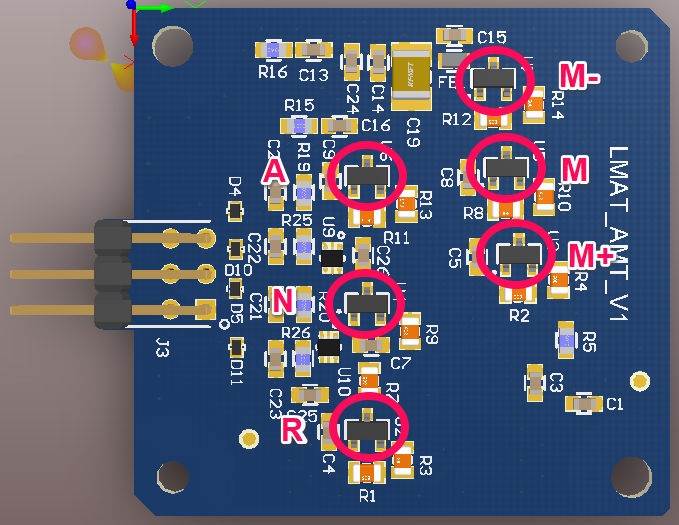 C15
R16
C13
C24
C14
C19
R12
R14
M-
R15
C16
R19
C9
A
M
C8
R8
R10
D4
R25
R13
R11
U9
LMAT_AMT_V1
C22
D10
C26
C5
M+
R4
R2
N
C21
D5
R26
R9
R5
J3
D11
C7
U10
C23
C25
C3
C1
R
C4
R3
R1